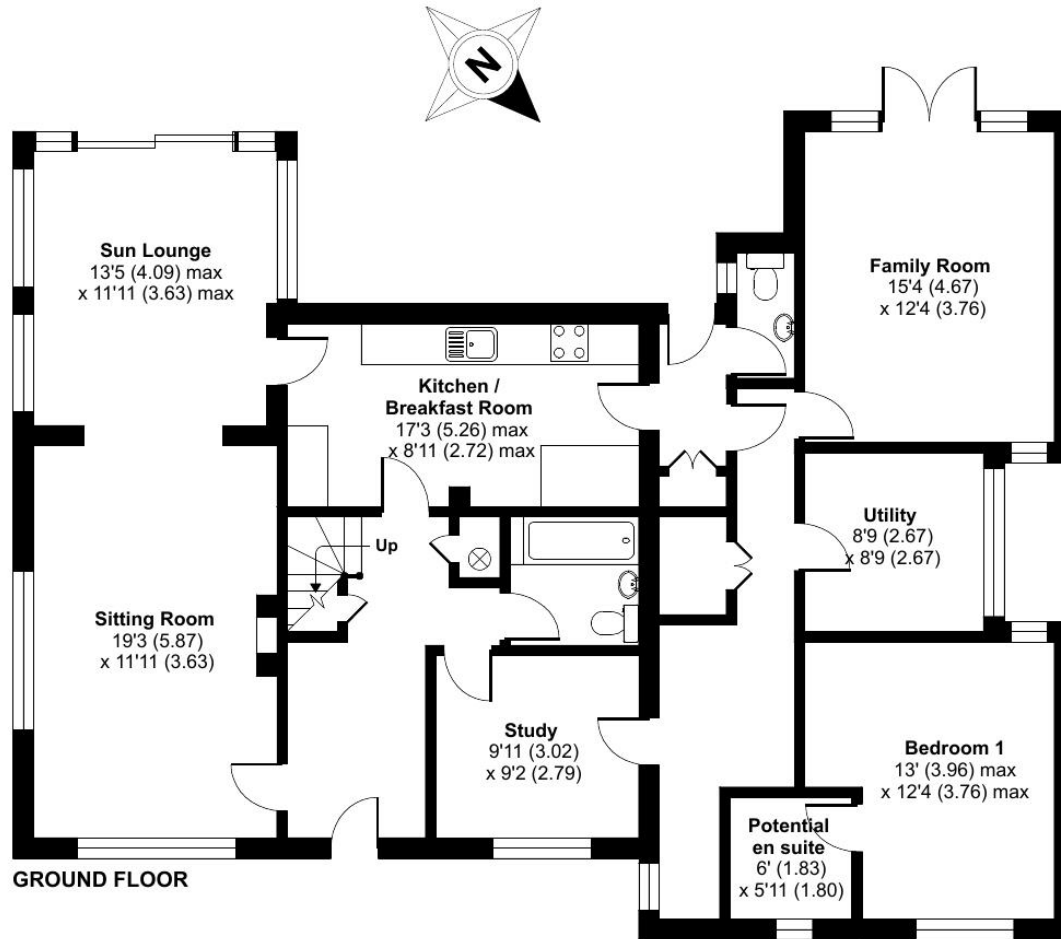 N
Sun Lounge
13'5 (4.09) max
x 11'11 (3.63) max
Family Room
15'4 (4.67)
x 12'4 (3.76)
Kitchen /
Breakfast Room
17'3 (5.26) max
x 8'11 (2.72) max
Utility
8'9 (2.67)
x 8'9 (2.67)
Up
Sitting Room
19'3 (5.87)
x 11'11 (3.63)
Study
9'11 (3.02)
x 9'2 (2.79)
Bedroom 1
13' (3.96) max
x 12'4 (3.76) max
Potential
en suite
6' (1.83)
x 5'11 (1.80)
GROUND FLOOR